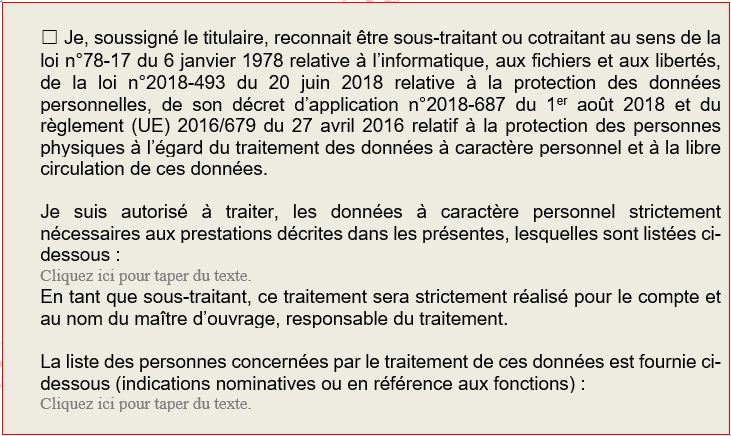 ☐ Je, soussigné le titulaire, reconnait être sous-traitant ou cotraitant au sens de la
loi n°78-17 du 6 janvier 1978 relative à l’informatique, aux fichiers et aux libertés,
de la loi n°2018-493 du 20 juin 2018 relative à la protection des données
personnelles, de son décret d’application n°2018-687 du 1er août 2018 et du
règlement (UE) 2016/679 du 27 avril 2016 relatif à la protection des personnes
physiques à l’égard du traitement des données à caractère personnel et à la libre
circulation de ces données.
Je suis autorisé à traiter, les données à caractère personnel strictement
nécessaires aux prestations décrites dans les présentes, lesquelles sont listées ci-
dessous :
Cliquez ici pour taper du texte.
En tant que sous-traitant, ce traitement sera strictement réalisé pour le compte et
au nom du maître d’ouvrage, responsable du traitement.
La liste des personnes concernées par le traitement de ces données est fournie ci-
dessous (indications nominatives ou en référence aux fonctions) :
Cliquez ici pour taper du texte.